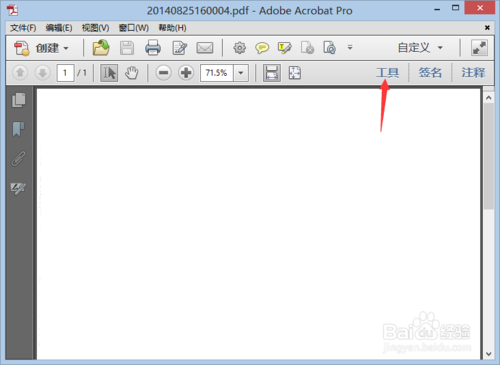 20140825160004.pdf - Adobe Acrobat Pro
文件(F) 编辑(E) 视图(V) 窗口(W) 帮助(H)
创建 自定义
1 / 1 71.5% 工具 签名 注释
Baidu 经验
jingyan.baidu.com